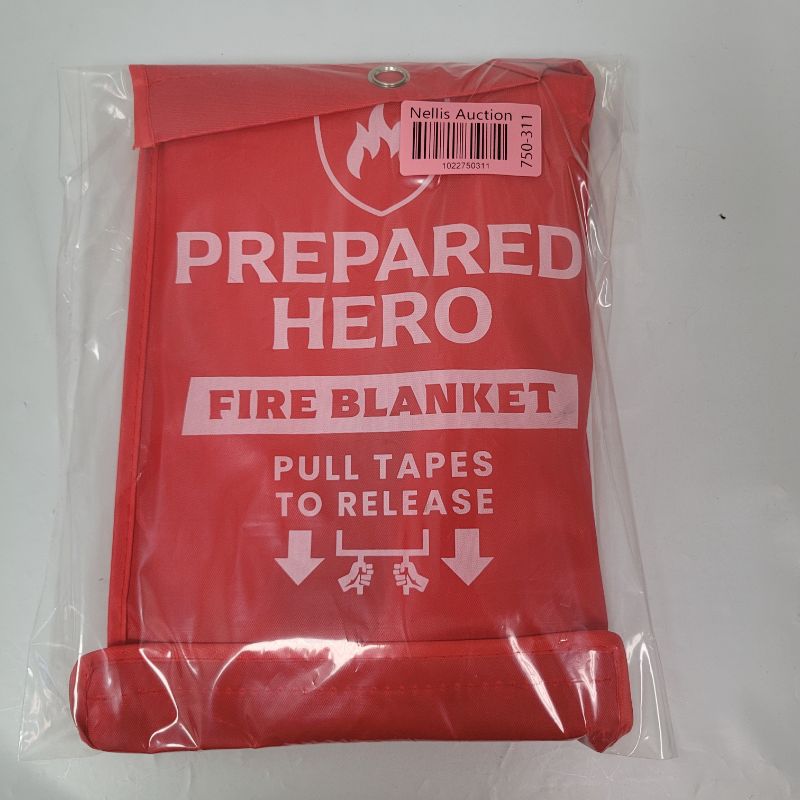 Nellis Auction
1022750311
750-311
PREPARED
HERO
FIRE BLANKET
PULL TAPES
TO RELEASE